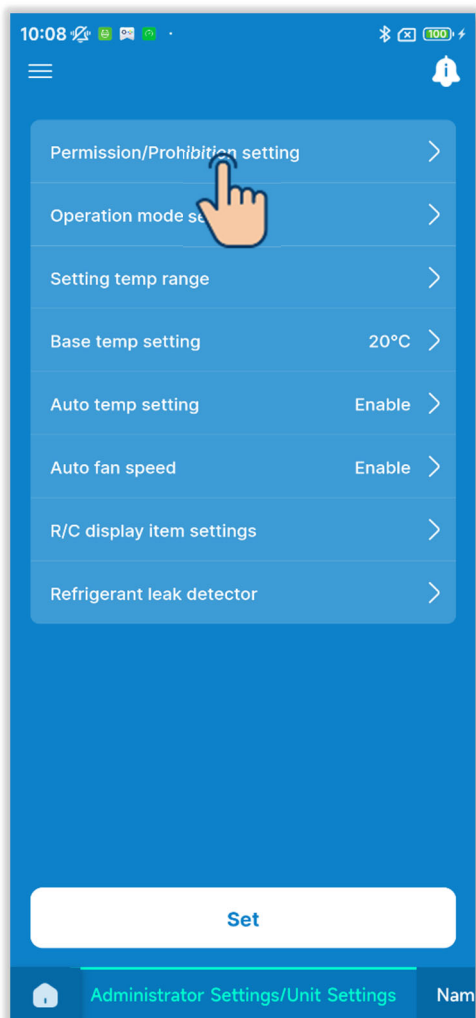 10:08
100
Permission/Prohibition setting
Operation mode se
Setting temp range
Base temp setting 20°C
Auto temp setting Enable
Auto fan speed Enable
R/C display item settings
Refrigerant leak detector
Set
Administrator Settings/Unit Settings Nam